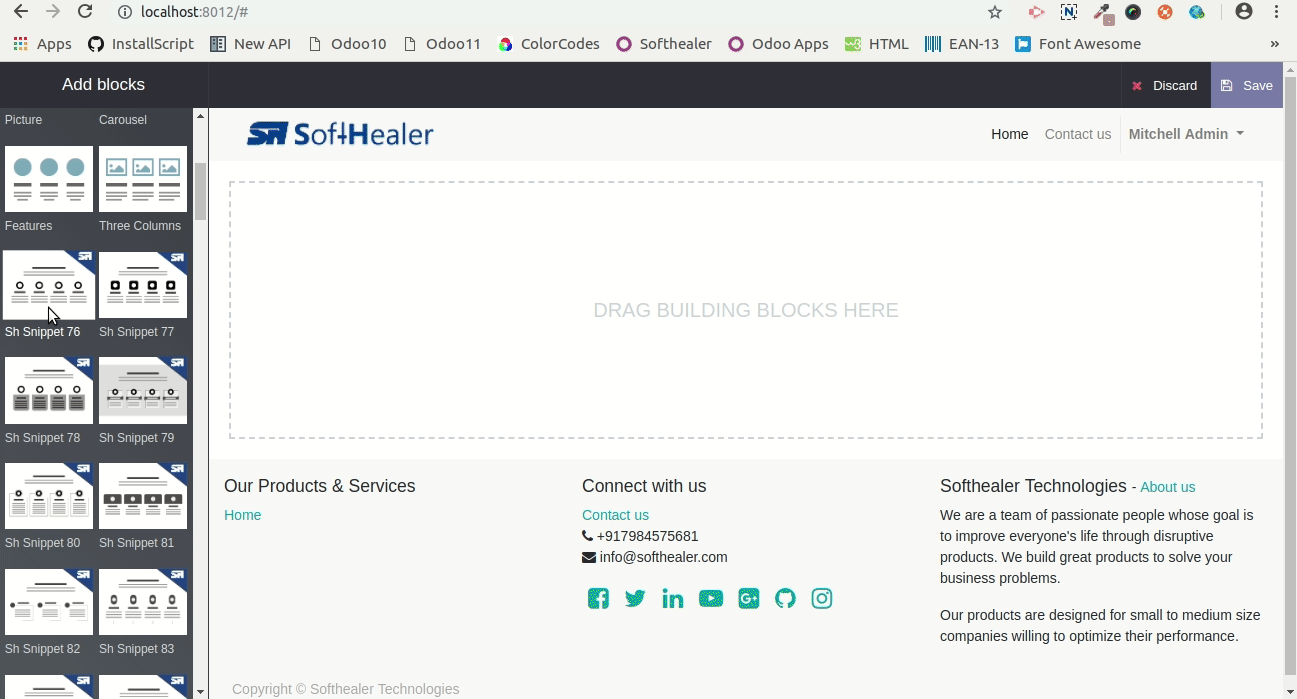 localhost:8012/#
Apps InstallScript New API Odoo10 Odoo11 ColorCodes Softhealer Odoo Apps HTML EAN-13 Font Awesome »
Add blocks
Discard Save
Picture Carousel
SoftHealer
Home Contact us Mitchell Admin
Features Three Columns
Sh Snippet 76 Sh Snippet 77
DRAG BUILDING BLOCKS HERE
Sh Snippet 78 Sh Snippet 79
Sh Snippet 80 Sh Snippet 81
Sh Snippet 82 Sh Snippet 83
Our Products & Services
Home
Connect with us
Contact us
+917984575681
info@softhealer.com
Softhealer Technologies - About us
We are a team of passionate people whose goal is
to improve everyone's life through disruptive
products. We build great products to solve your
business problems.
Our products are designed for small to medium size
companies willing to optimize their performance.
Copyright © Softhealer Technologies